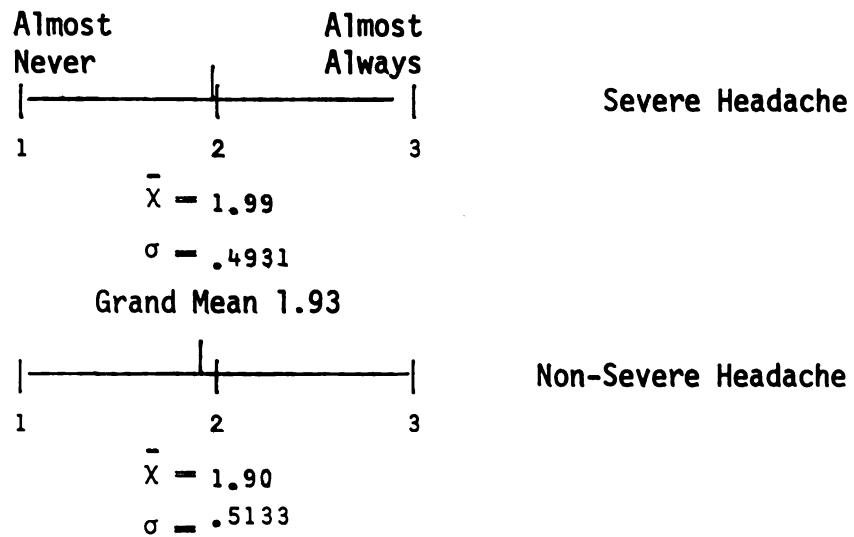 Almost Almost
Never Always
Severe Headache
1 2 3
x̄ = 1.99
σ = .4931
Grand Mean 1.93
Non-Severe Headache
1 2 3
x̄ = 1.90
σ = .5133